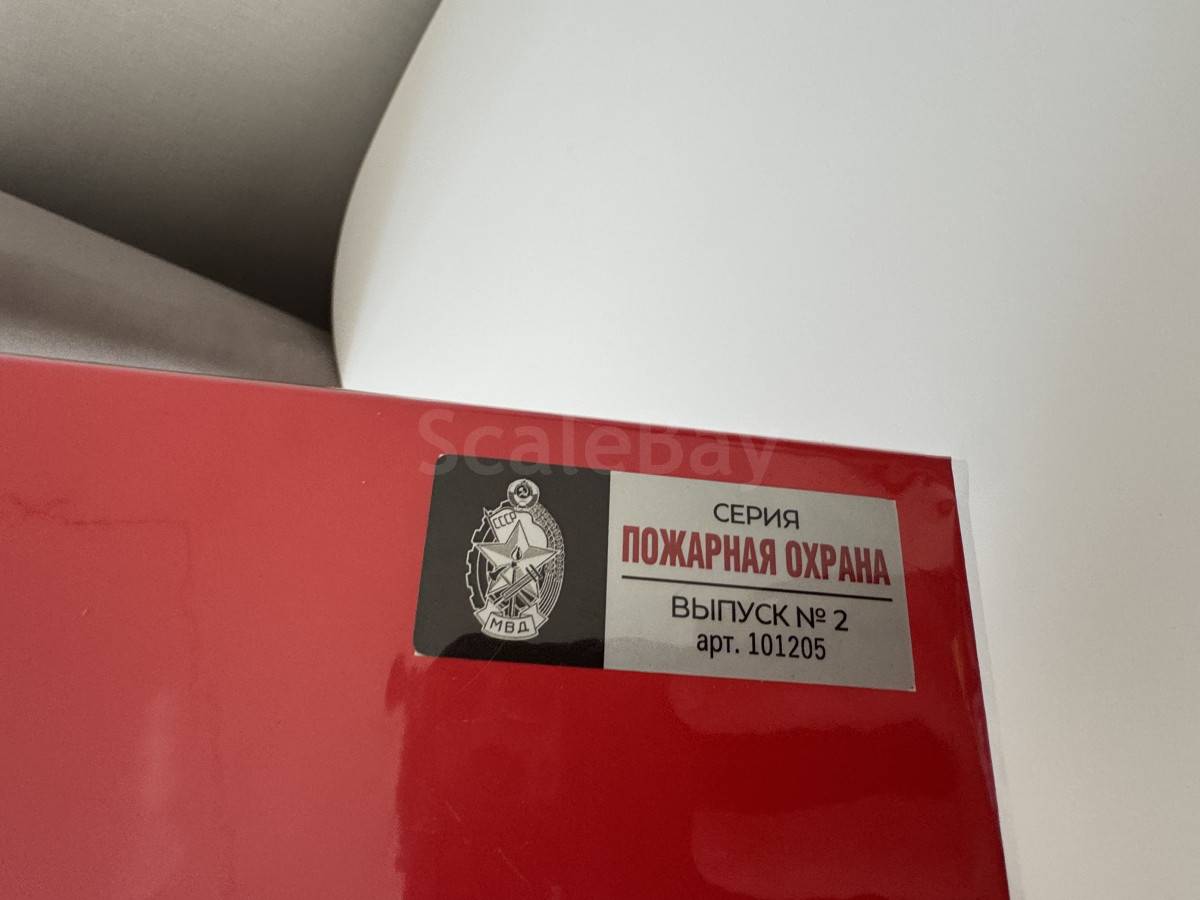 ScaleBay
СССР
МВД
СЕРИЯ
ПОЖАРНАЯ ОХРАНА
ВЫПУСК № 2
арт. 101205